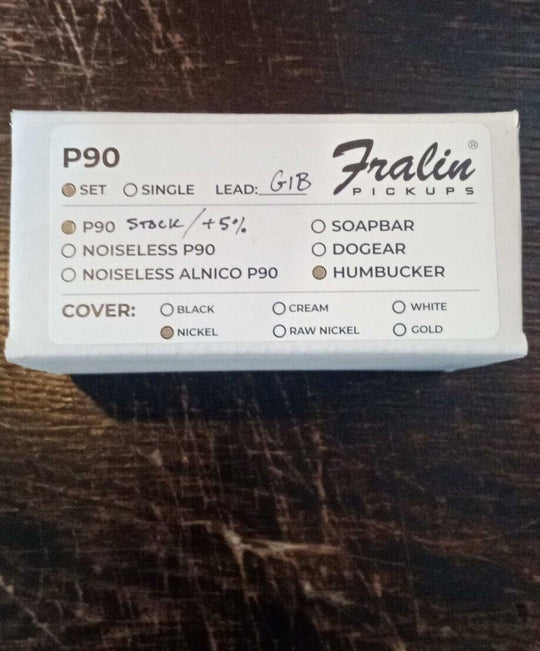 P90
Fralin®
PICKUPS
SET SINGLE LEAD: GIB
P90 STOCK/+5% SOAPBAR
NOISELESS P90 DOGEAR
NOISELESS ALNICO P90 HUMBUCKER
COVER: BLACK CREAM WHITE
NICKEL RAW NICKEL GOLD